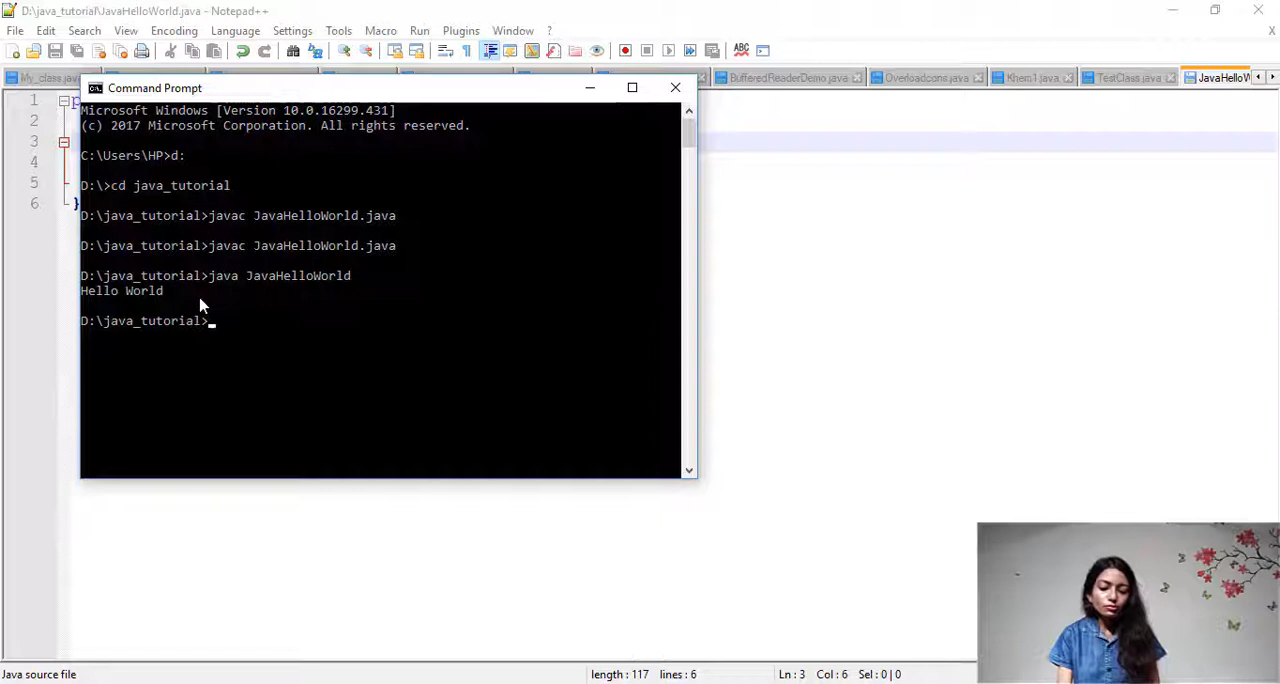 D:\java_tutorial\JavaHelloWorld.java - Notepad++
File Edit Search View Encoding Language Settings Tools Macro Run Plugins Window ?
X
My_class.java
BufferedReaderDemo.java
Overloadcons.java
Khem1.java
TestClass.java
JavaHelloW
1
2
3
4
5
6 }
Command Prompt
Microsoft Windows [Version 10.0.16299.431]
(c) 2017 Microsoft Corporation. All rights reserved.
C:\Users\HP>d:
D:\>cd java_tutorial
D:\java_tutorial>javac JavaHelloWorld.java
D:\java_tutorial>javac JavaHelloWorld.java
D:\java_tutorial>java JavaHelloWorld
Hello World
D:\java_tutorial>
Java source file
length : 117 lines : 6
Ln : 3 Col : 6 Sel : 0 | 0